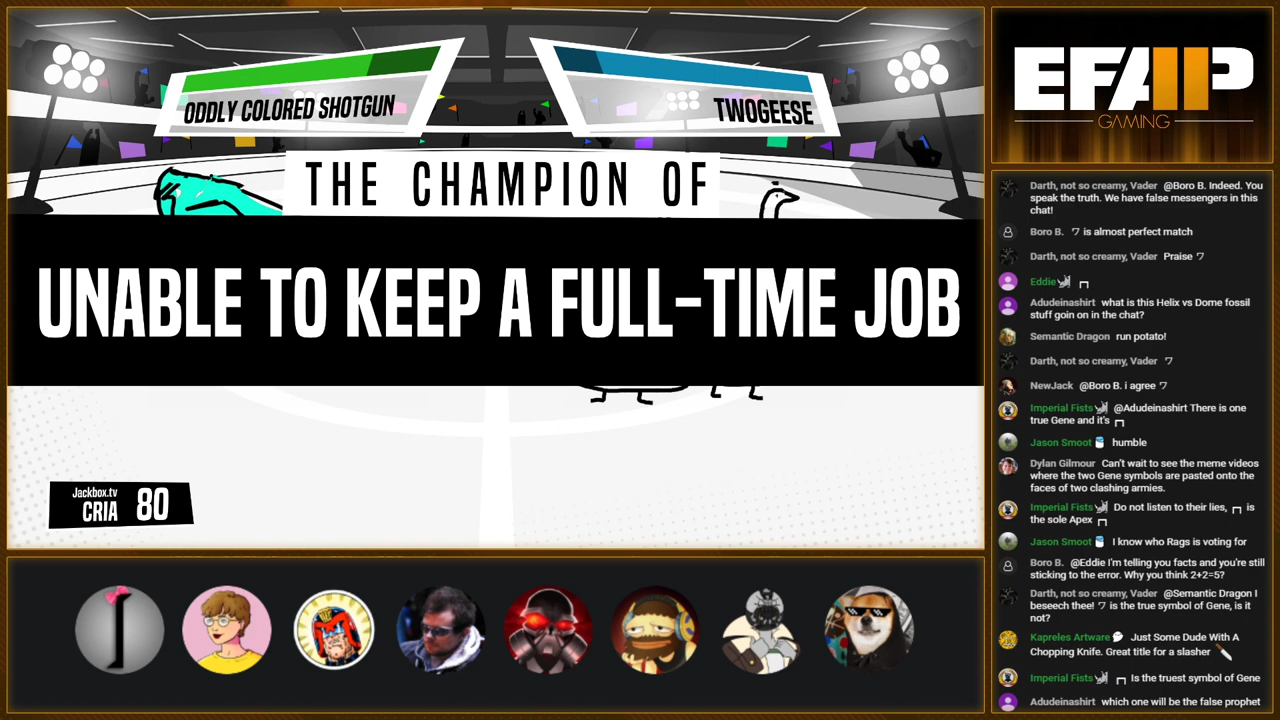 ODDLY COLORED SHOTGUN
TWOGEESE
THE CHAMPION OF
UNABLE TO KEEP A FULL-TIME JOB
Jackbox.tv
CRIA 80
EFAP
GAMING
Darth, not so creamy, Vader @Boro B. Indeed. You
speak the truth. We have false messengers in this
chat!
Boro B. ワ is almost perfect match
Darth, not so creamy, Vader Praise ワ
Eddie ┌┐
Adudeinashirt what is this Helix vs Dome fossil
stuff goin on in the chat?
Semantic Dragon run potato!
Darth, not so creamy, Vader ワ
NewJack @Boro B. i agree ワ
Imperial Fists @Adudeinashirt There is one
true Gene and it's ┌┐
Jason Smoot humble
Dylan Gilmour Can't wait to see the meme videos
where the two Gene symbols are pasted onto the
faces of two clashing armies.
Imperial Fists Do not listen to their lies, ┌┐ is
the sole Apex ┌┐
Jason Smoot I know who Rags is voting for
Boro B. @Eddie I'm telling you facts and you're still
sticking to the error. Why you think 2+2=5?
Darth, not so creamy, Vader @Semantic Dragon I
beseech thee! ワ is the true symbol of Gene, is it
not?
Kapreles Artware Just Some Dude With A
Chopping Knife. Great title for a slasher 🔪
Imperial Fists ┌┐ Is the truest symbol of Gene
Adudeinashirt which one will be the false prophet